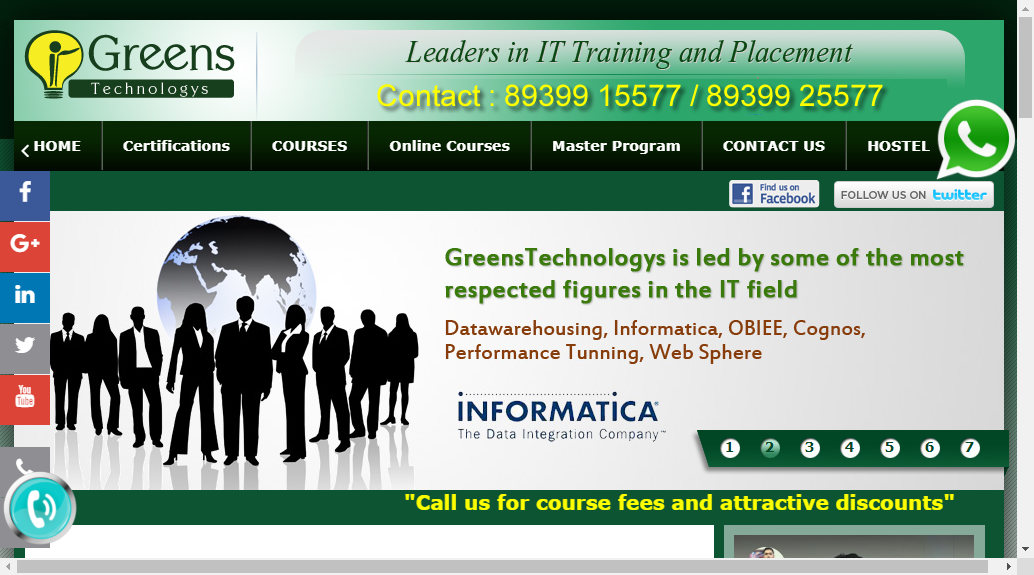 Greens
Technologys
Leaders in IT Training and Placement
Contact : 89399 15577 / 89399 25577
HOME
Certifications
COURSES
Online Courses
Master Program
CONTACT US
HOSTEL
f
G+
in
You
Tube
f
Find us on
Facebook
FOLLOW US ON twitter
GreensTechnologys is led by some of the most
respected figures in the IT field
Datawarehousing, Informatica, OBIEE, Cognos,
Performance Tunning, Web Sphere
INFORMATICA®
The Data Integration Company™
1 2 3 4 5 6 7
"Call us for course fees and attractive discounts"